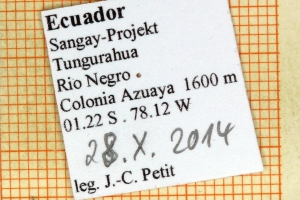 Ecuador
Sangay-Projekt
Tungurahua
Rio Negro
Colonia Azuaya 1600 m
01.22 S . 78.12 W
28. X. 2014
leg. J.-C. Petit